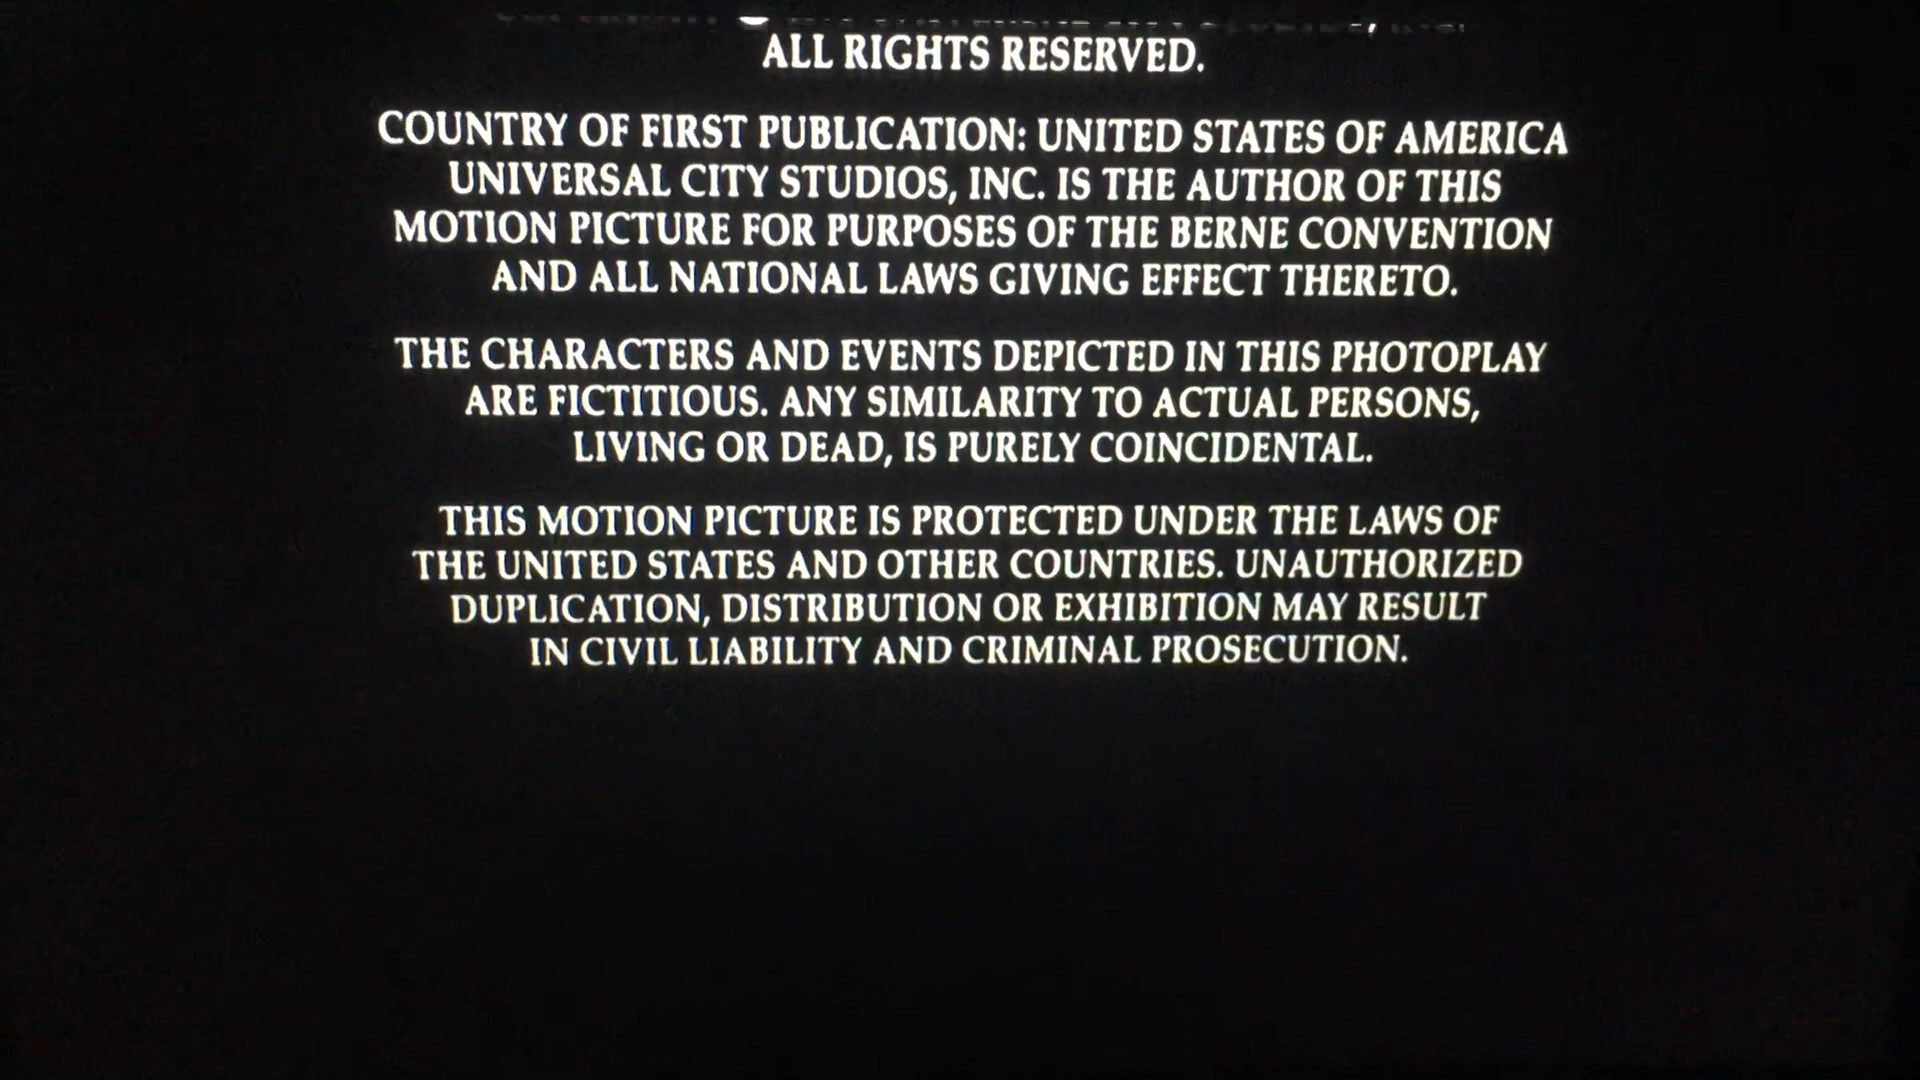 ALL RIGHTS RESERVED.
COUNTRY OF FIRST PUBLICATION: UNITED STATES OF AMERICA
UNIVERSAL CITY STUDIOS, INC. IS THE AUTHOR OF THIS
MOTION PICTURE FOR PURPOSES OF THE BERNE CONVENTION
AND ALL NATIONAL LAWS GIVING EFFECT THERETO.
THE CHARACTERS AND EVENTS DEPICTED IN THIS PHOTOPLAY
ARE FICTITIOUS. ANY SIMILARITY TO ACTUAL PERSONS,
LIVING OR DEAD, IS PURELY COINCIDENTAL.
THIS MOTION PICTURE IS PROTECTED UNDER THE LAWS OF
THE UNITED STATES AND OTHER COUNTRIES. UNAUTHORIZED
DUPLICATION, DISTRIBUTION OR EXHIBITION MAY RESULT
IN CIVIL LIABILITY AND CRIMINAL PROSECUTION.